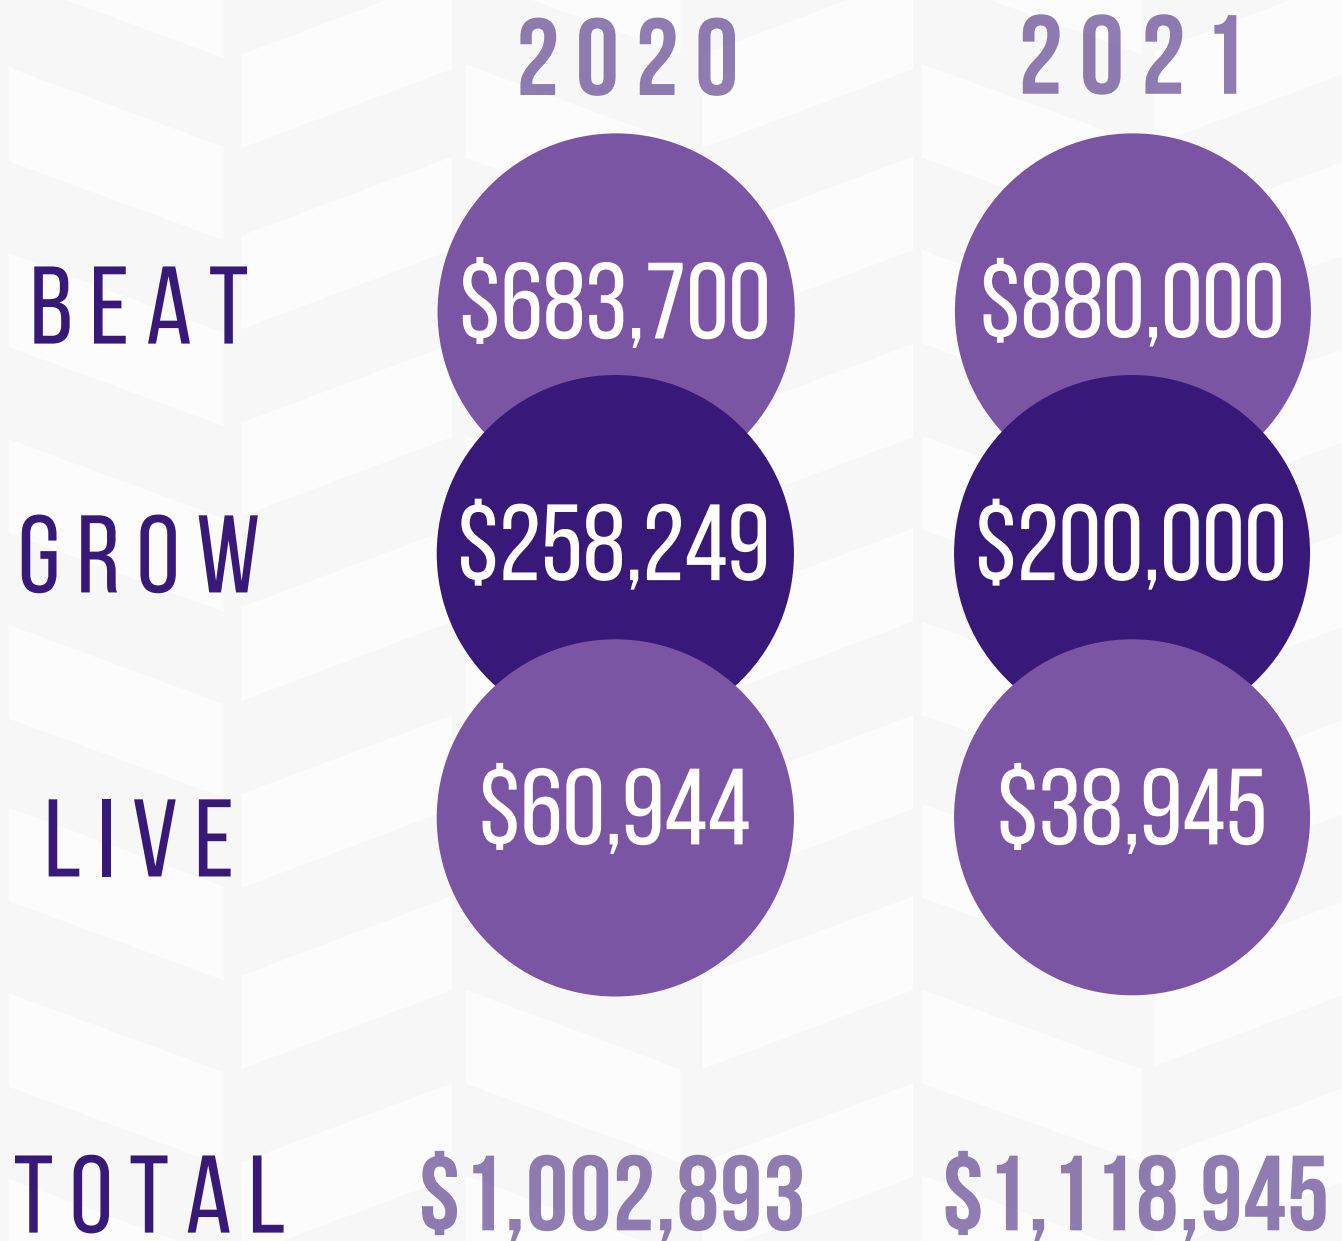 2020 2021
BEAT $683,700 $880,000
GROW $258,249 $200,000
LIVE $60,944 $38,945
TOTAL $1,002,893 $1,118,945